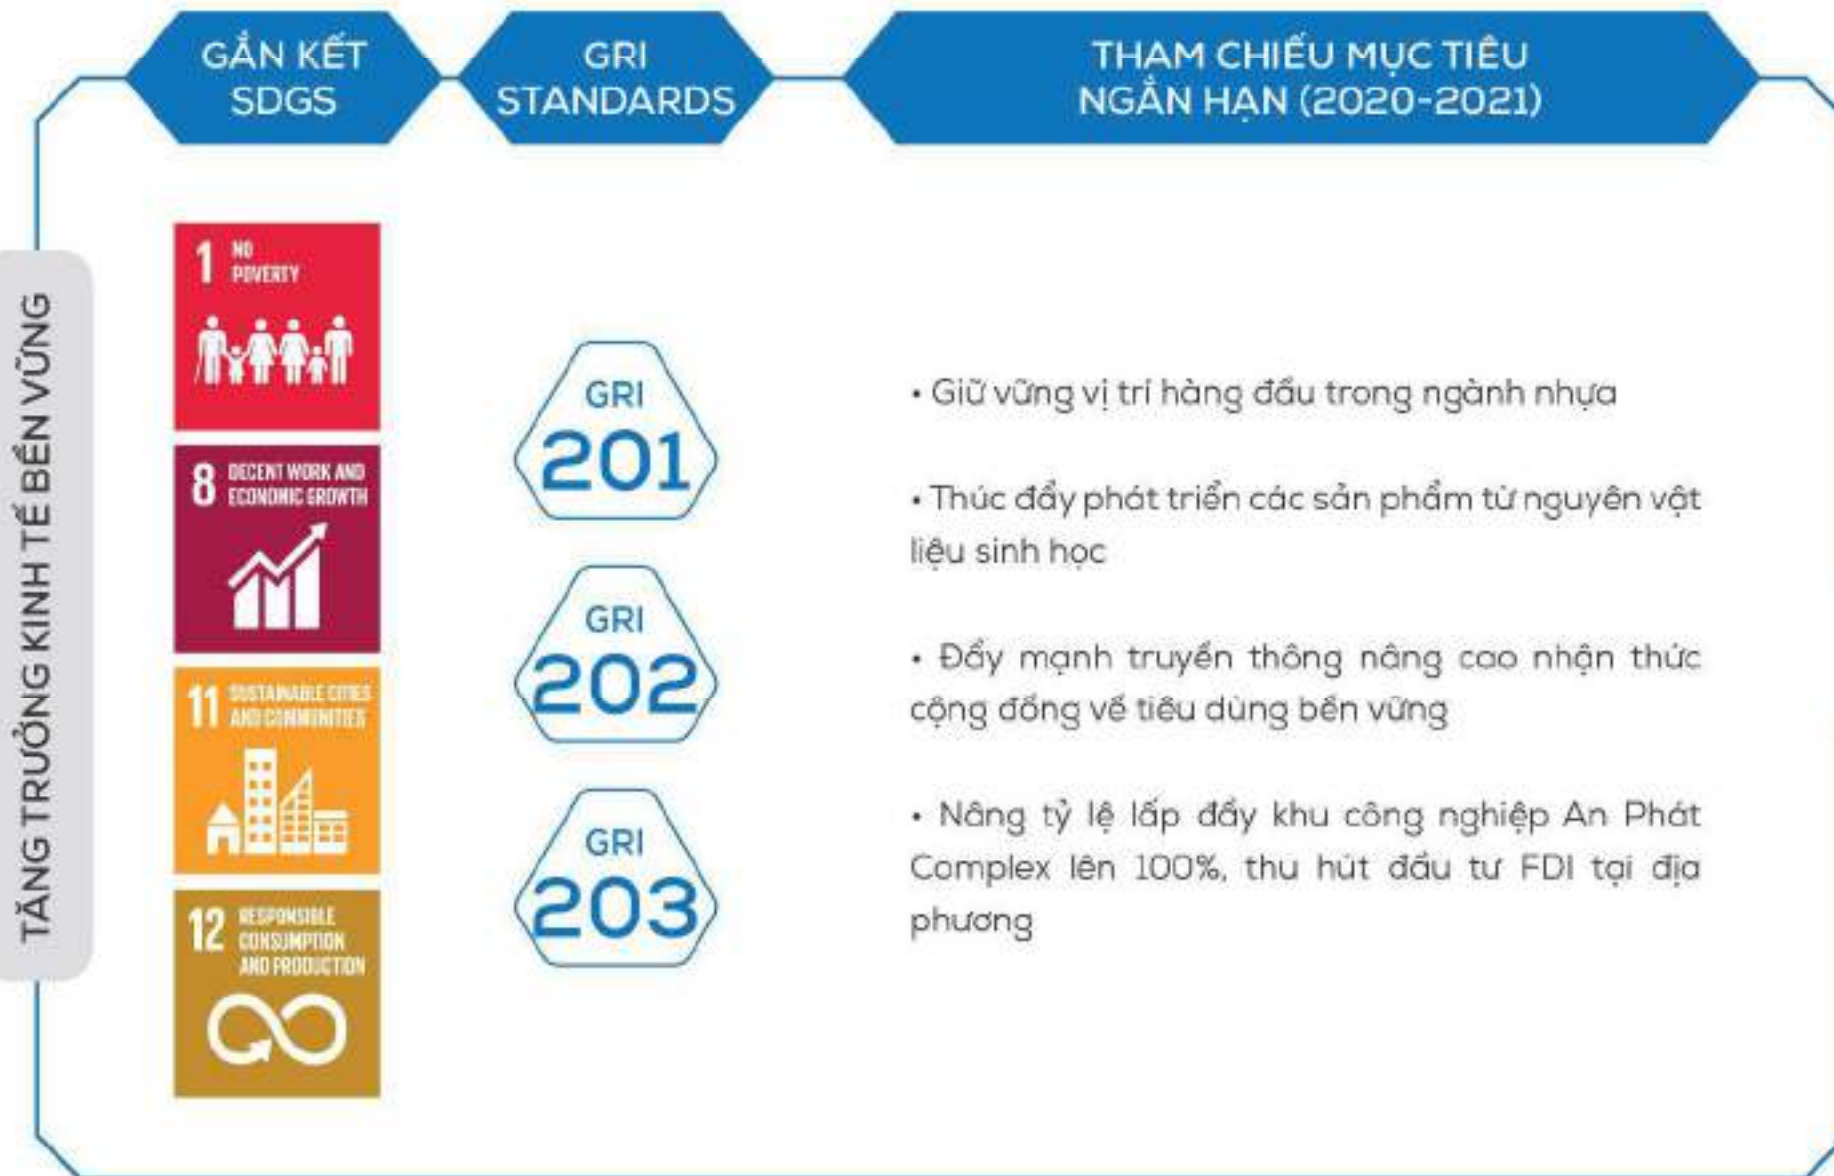 GẮN KẾT
SDGS
GRI
STANDARDS
THAM CHIẾU MỤC TIÊU
NGẮN HẠN (2020-2021)
TĂNG TRƯỞNG KINH TẾ BỀN VỮNG
1 NO
POVERTY
8 DECENT WORK AND
ECONOMIC GROWTH
11 SUSTAINABLE CITIES
AND COMMUNITIES
12 RESPONSIBLE
CONSUMPTION
AND PRODUCTION
GRI
201
GRI
202
GRI
203
• Giữ vững vị trí hàng đầu trong ngành nhựa
• Thúc đẩy phát triển các sản phẩm từ nguyên vật
liệu sinh học
• Đẩy mạnh truyền thông nâng cao nhận thức
cộng đồng về tiêu dùng bền vững
• Nâng tỷ lệ lấp đầy khu công nghiệp An Phát
Complex lên 100%, thu hút đầu tư FDI tại địa
phương